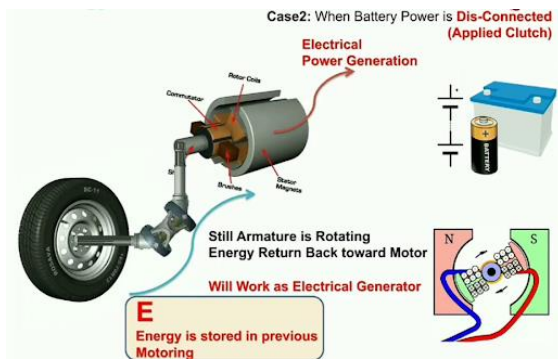 Case2: When Battery Power is Dis-Connected
(Applied Clutch)
Electrical
Power Generation
Rotor Coils
Commutator
Brushes
Stator
Magnets
BATTERY
Still Armature is Rotating
Energy Return Back toward Motor
Will Work as Electrical Generator
N
S
E
Energy is stored in previous
Motoring